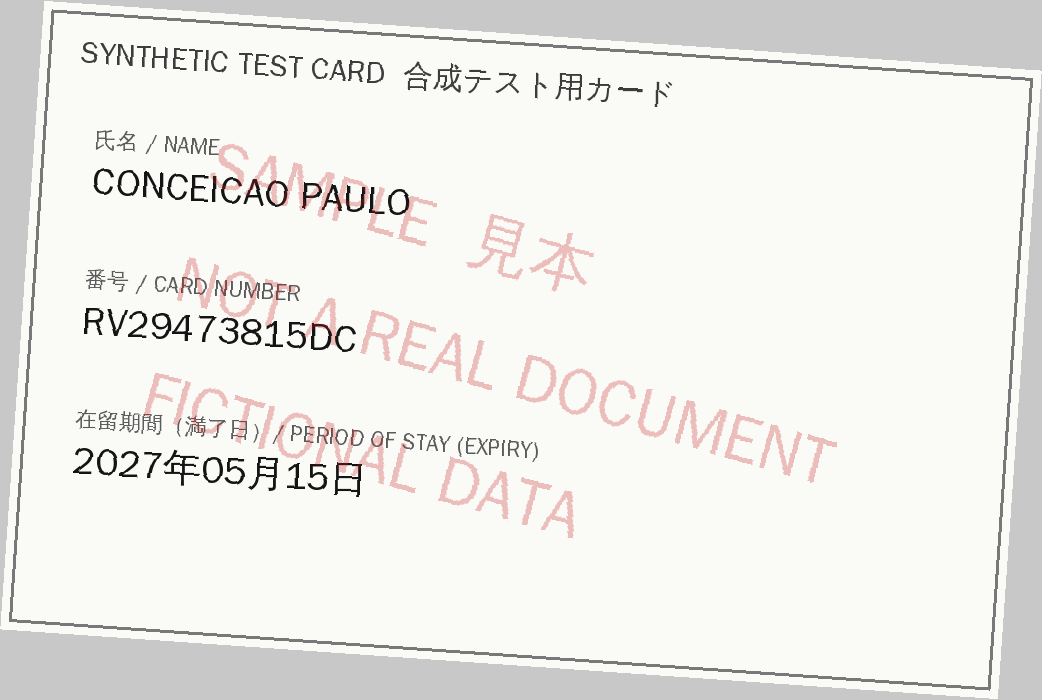 SYNTHETIC TEST CARD 合成テスト用カード
氏名 / NAME
CONCEICAO PAULO
SAMPLE 見本
番号 / CARD NUMBER
RV29473815DC
NOT A REAL DOCUMENT
在留期間（満了日）/ PERIOD OF STAY (EXPIRY)
2027年05月15日
FICTIONAL DATA